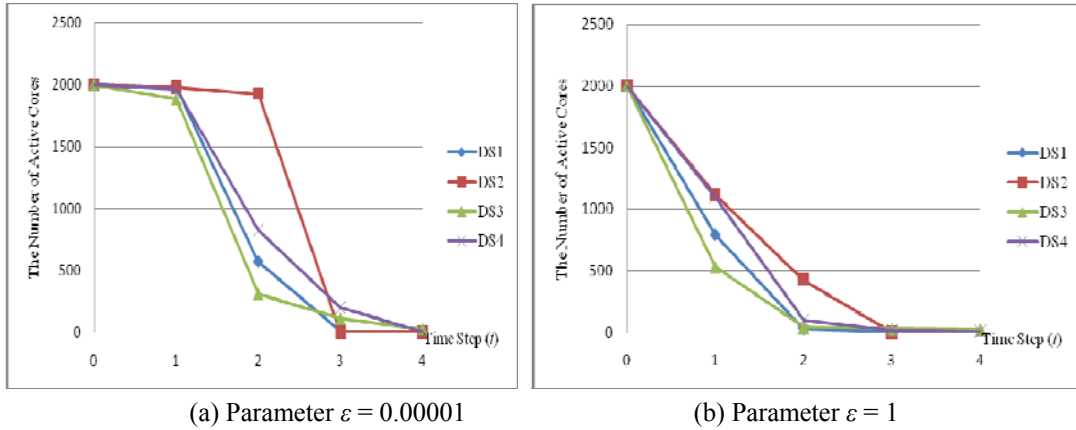 2500
2000
1500
1000
500
0
The Number of Active Cores
0 1 2 3 4
Time Step (t)
DS1
DS2
DS3
DS4
(a) Parameter ε = 0.00001
2500
2000
1500
1000
500
0
The Number of Active Cores
0 1 2 3 4
Time Step (t)
DS1
DS2
DS3
DS4
(b) Parameter ε = 1